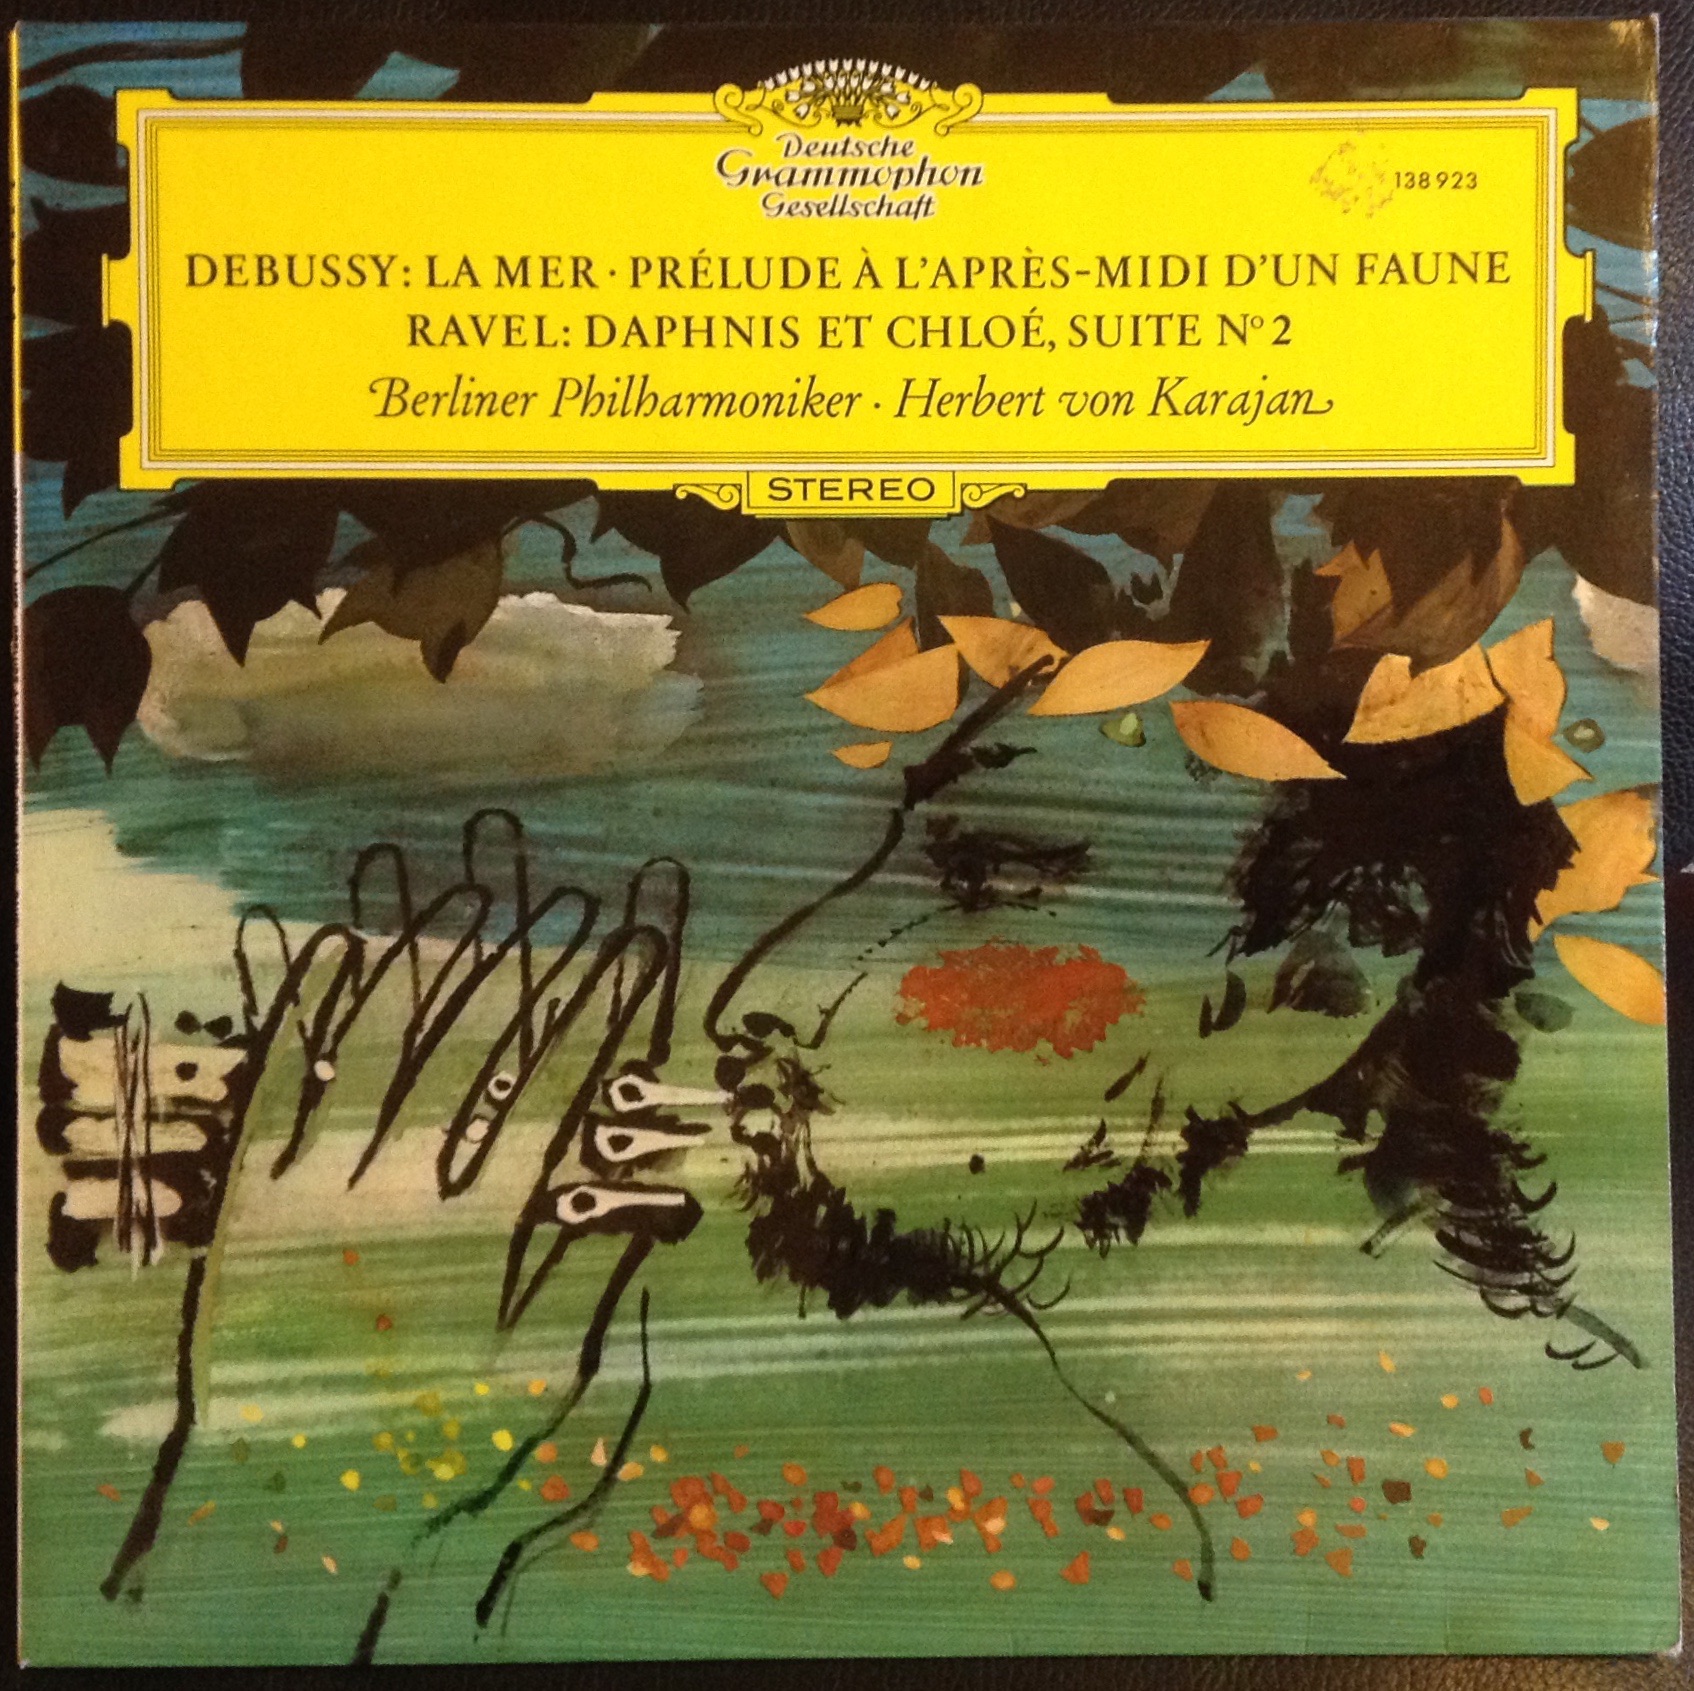 Deutsche
Grammophon
Gesellschaft
138 923
DEBUSSY: LA MER · PRÉLUDE À L'APRÈS-MIDI D'UN FAUNE
RAVEL: DAPHNIS ET CHLOÉ, SUITE Nº 2
Berliner Philharmoniker · Herbert von Karajan
STEREO